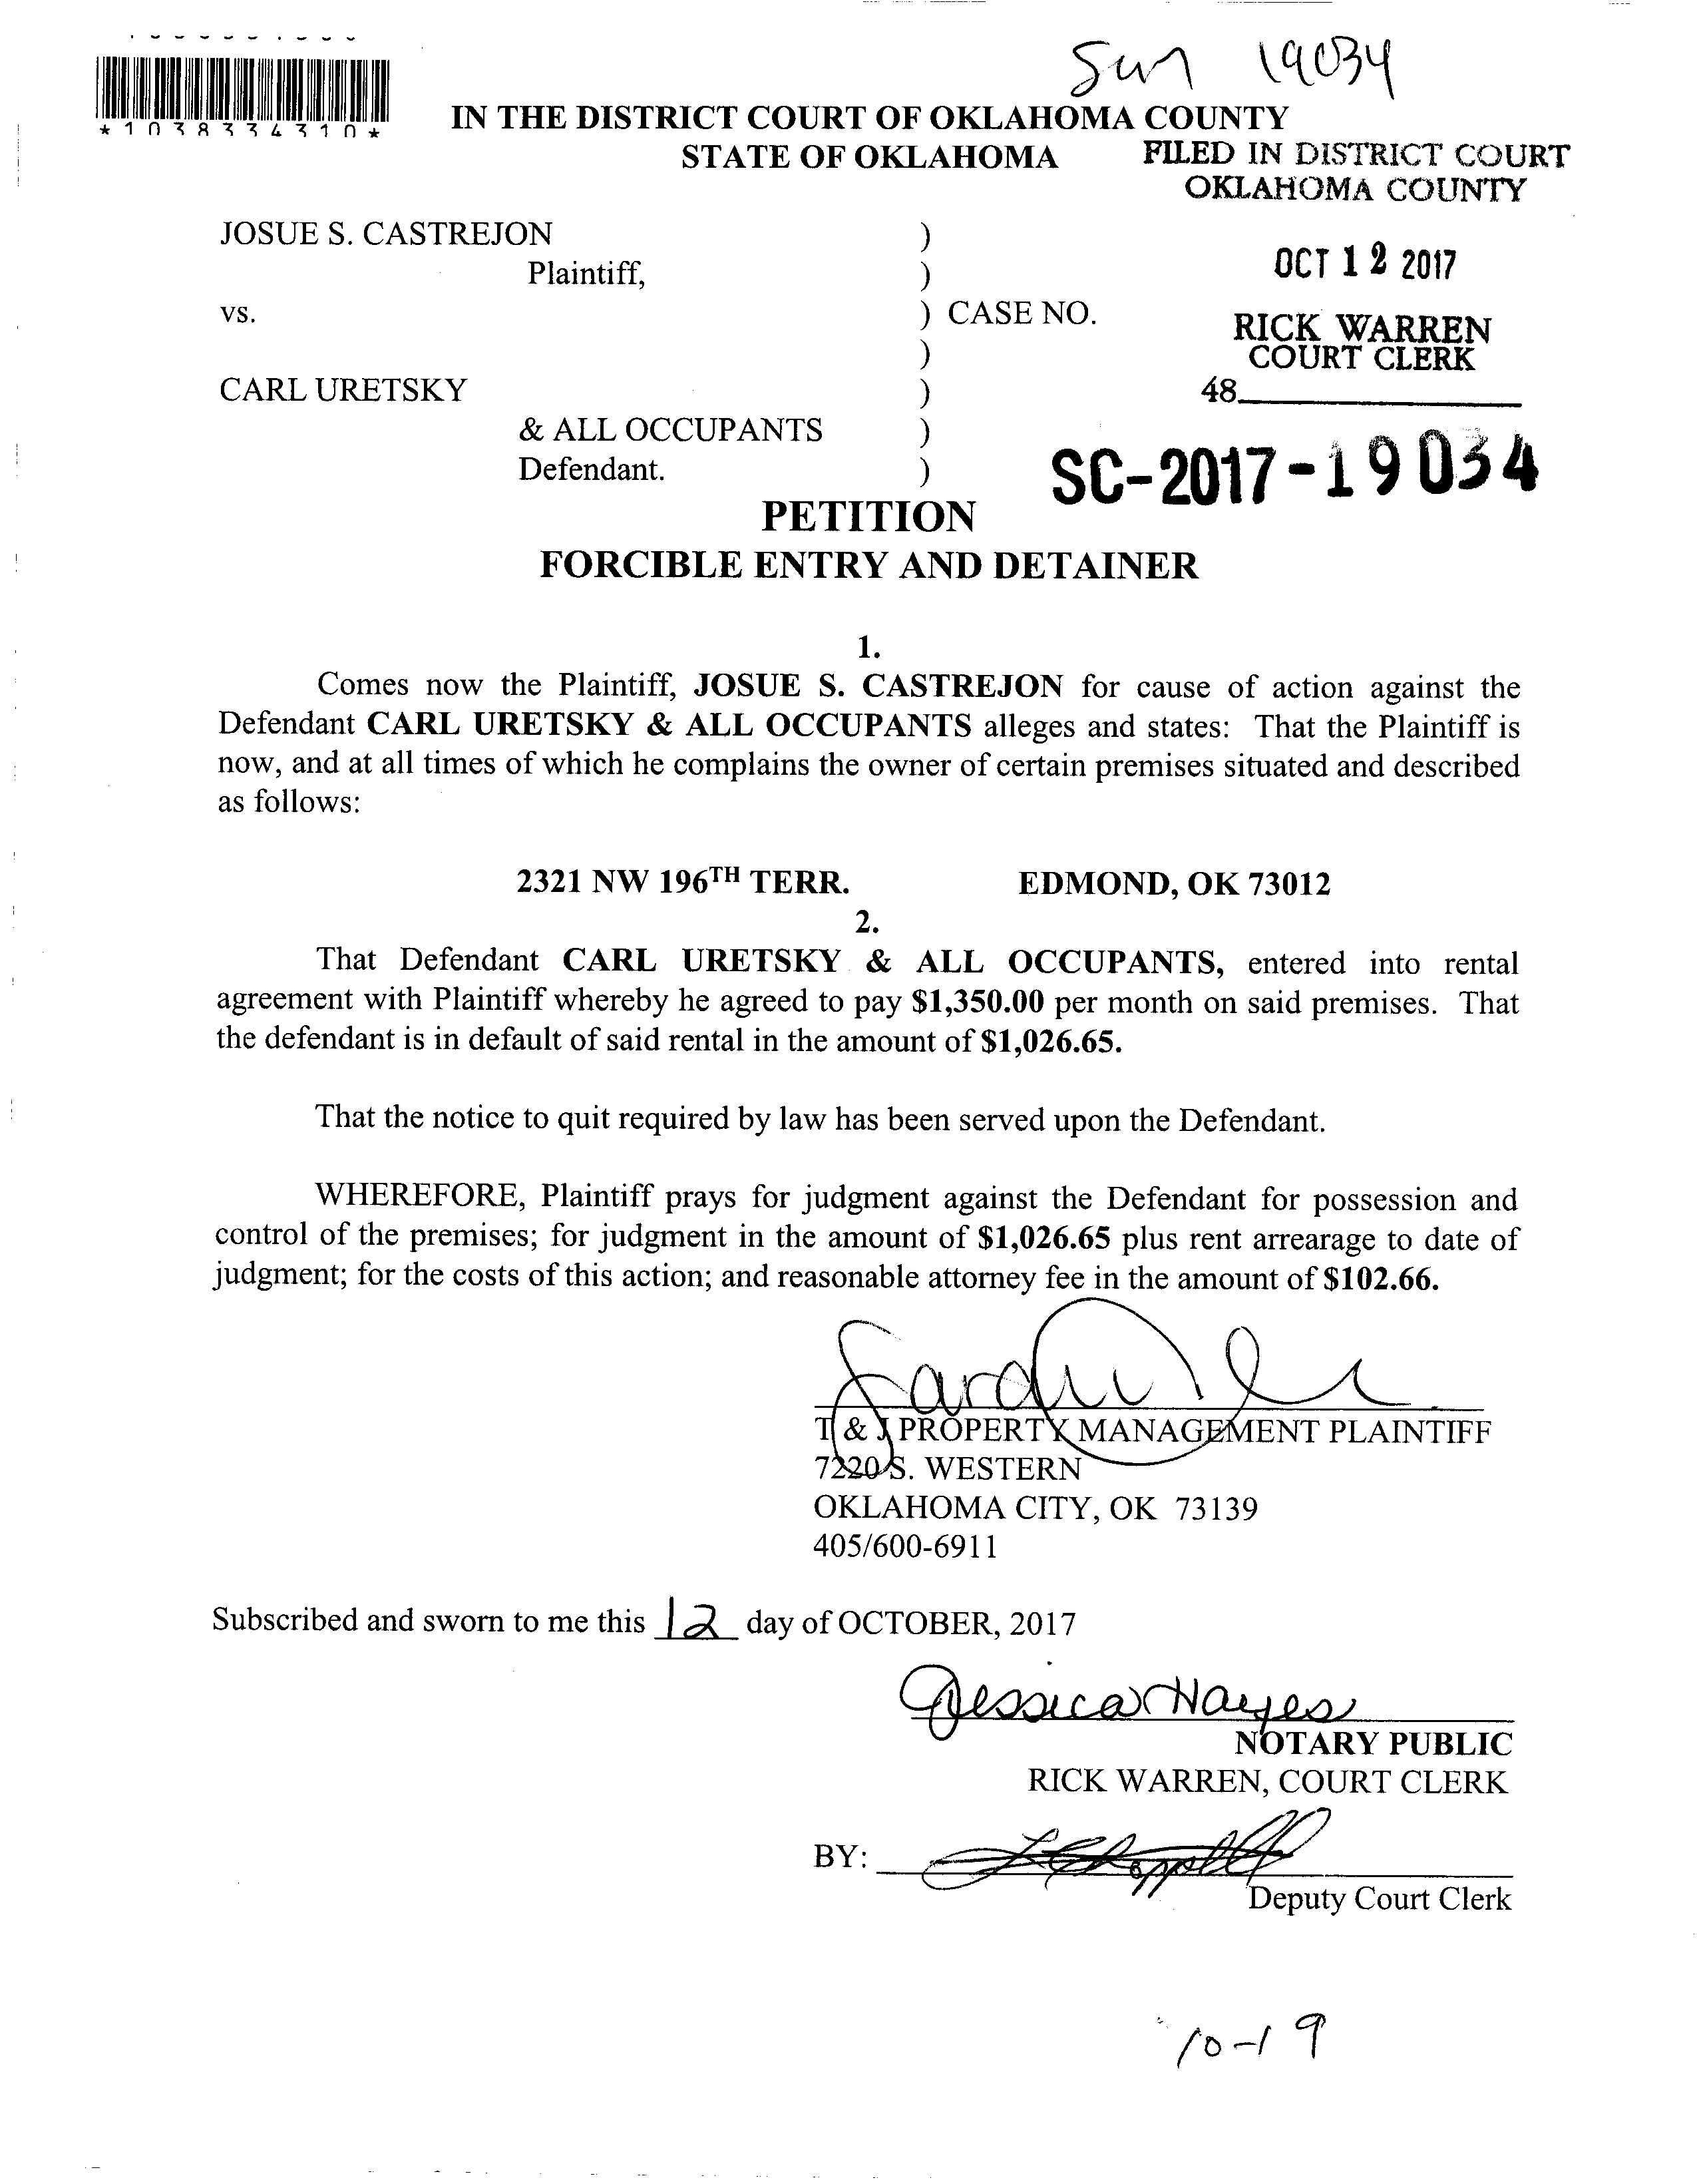 Sum 19034
*1038334310*
IN THE DISTRICT COURT OF OKLAHOMA COUNTY
STATE OF OKLAHOMA
FILED IN DISTRICT COURT
OKLAHOMA COUNTY
JOSUE S. CASTREJON )
Plaintiff, )
OCT 12 2017
vs. ) CASE NO.
)
RICK WARREN
COURT CLERK
CARL URETSKY )
48
& ALL OCCUPANTS )
Defendant. )
SC-2017-19034
PETITION
FORCIBLE ENTRY AND DETAINER
1.
Comes now the Plaintiff, JOSUE S. CASTREJON for cause of action against the
Defendant CARL URETSKY & ALL OCCUPANTS alleges and states: That the Plaintiff is
now, and at all times of which he complains the owner of certain premises situated and described
as follows:
2321 NW 196TH TERR. EDMOND, OK 73012
2.
That Defendant CARL URETSKY & ALL OCCUPANTS, entered into rental
agreement with Plaintiff whereby he agreed to pay $1,350.00 per month on said premises. That
the defendant is in default of said rental in the amount of $1,026.65.
That the notice to quit required by law has been served upon the Defendant.
WHEREFORE, Plaintiff prays for judgment against the Defendant for possession and
control of the premises; for judgment in the amount of $1,026.65 plus rent arrearage to date of
judgment; for the costs of this action; and reasonable attorney fee in the amount of $102.66.
T & J PROPERTY MANAGEMENT PLAINTIFF
7220 S. WESTERN
OKLAHOMA CITY, OK 73139
405/600-6911
Subscribed and sworn to me this 12 day of OCTOBER, 2017
Jessica Hayes
NOTARY PUBLIC
RICK WARREN, COURT CLERK
BY:
Deputy Court Clerk
10-19